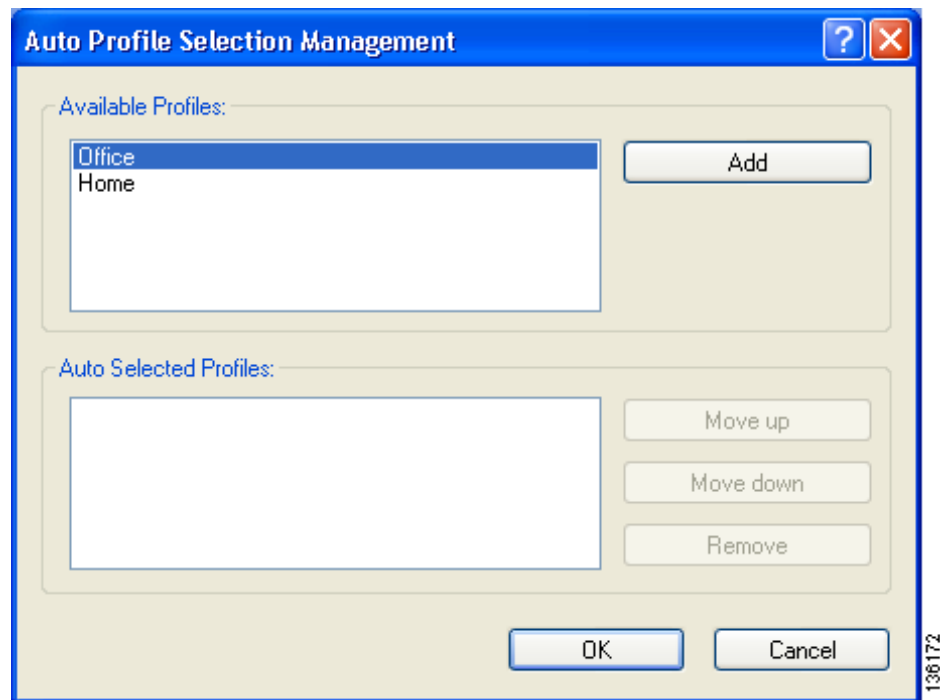 Auto Profile Selection Management
?
Available Profiles:
Office
Home
Add
Auto Selected Profiles:
Move up
Move down
Remove
OK
Cancel
136172